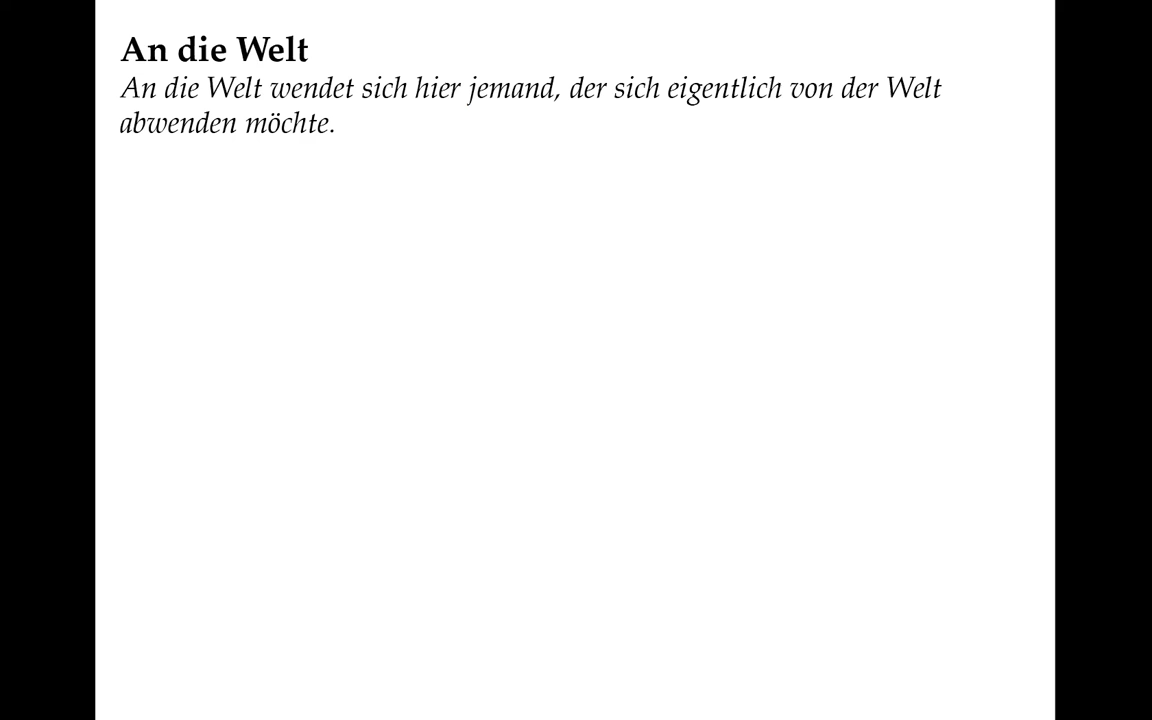 An die Welt
An die Welt wendet sich hier jemand, der sich eigentlich von der Welt
abwenden möchte.